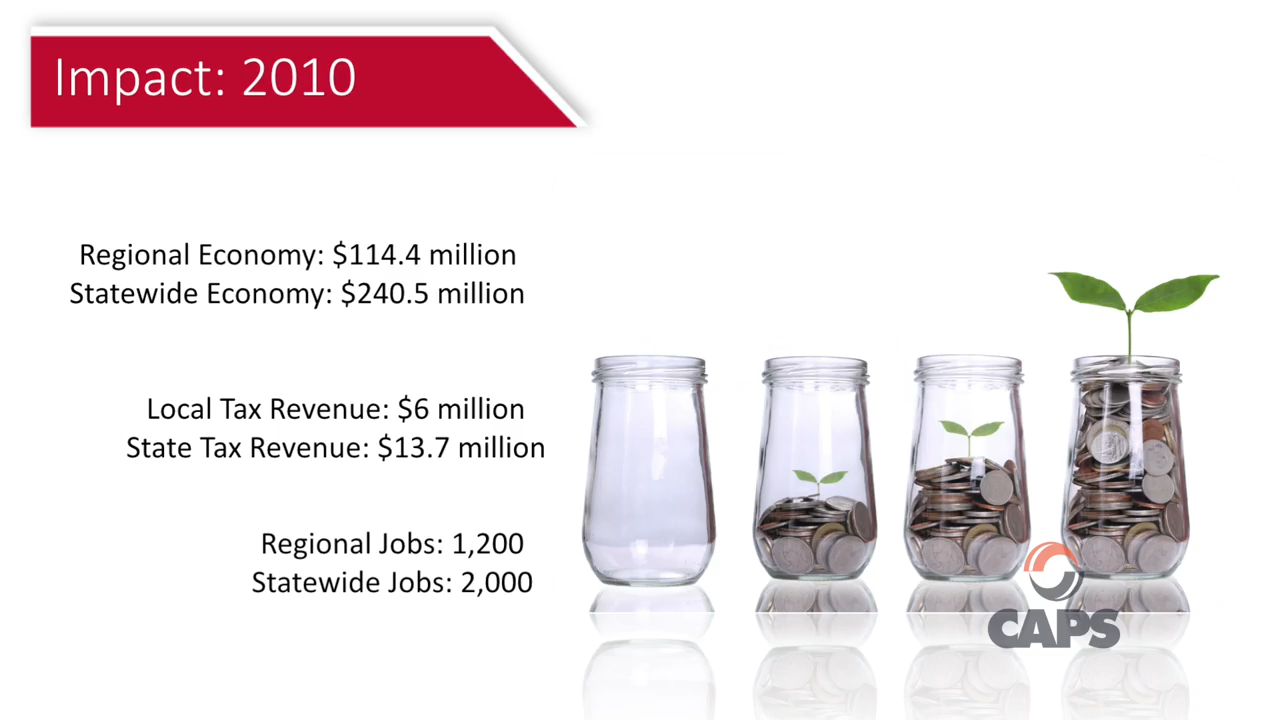 Impact: 2010
Regional Economy: $114.4 million
Statewide Economy: $240.5 million
Local Tax Revenue: $6 million
State Tax Revenue: $13.7 million
Regional Jobs: 1,200
Statewide Jobs: 2,000
CAPS